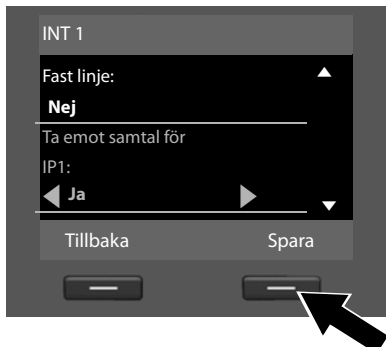 INT 1
Fast linje:
Nej
Ta emot samtal för
IP1:
Ja
Tillbaka Spara